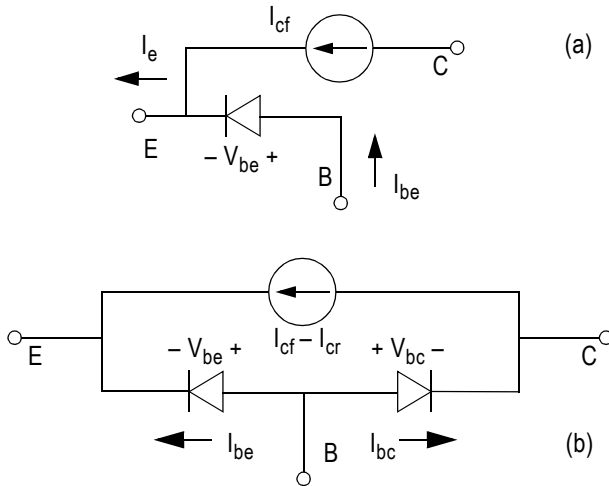 I_cf
I_e
C
(a)
E
– V_be +
B
I_be
E
– V_be +
I_cf – I_cr
+ V_bc –
C
I_be
B
I_bc
(b)